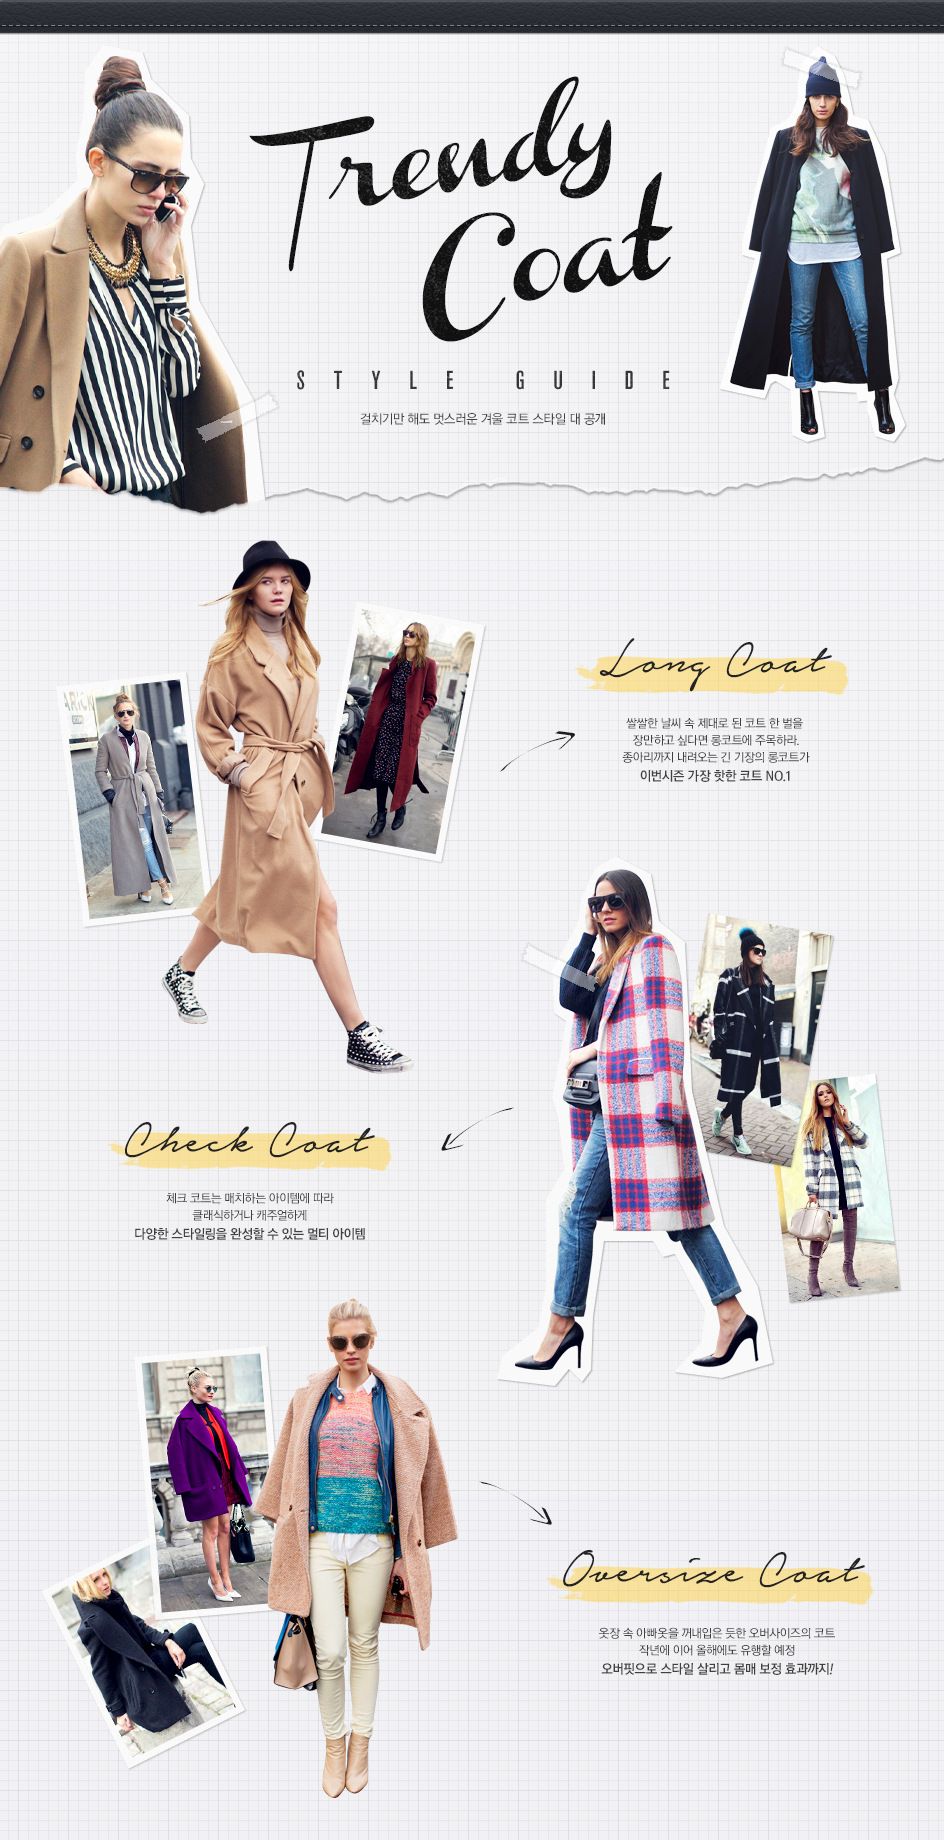 Trendy
Coat
STYLE GUIDE
걸치기만 해도 멋스러운 겨울 코트 스타일 대 공개
Long Coat
쌀쌀한 날씨 속 제대로 된 코트 한 벌을
장만하고 싶다면 롱코트에 주목하라.
종아리까지 내려오는 긴 기장의 롱코트가
이번시즌 가장 핫한 코트 NO.1
Check Coat
체크 코트는 매치하는 아이템에 따라
클래식하거나 캐주얼하게
다양한 스타일링을 완성할 수 있는 멀티 아이템
Oversize Coat
옷장 속 아빠옷을 꺼내입은 듯한 오버사이즈의 코트
작년에 이어 올해에도 유행할 예정
오버핏으로 스타일 살리고 몸매 보정 효과까지!